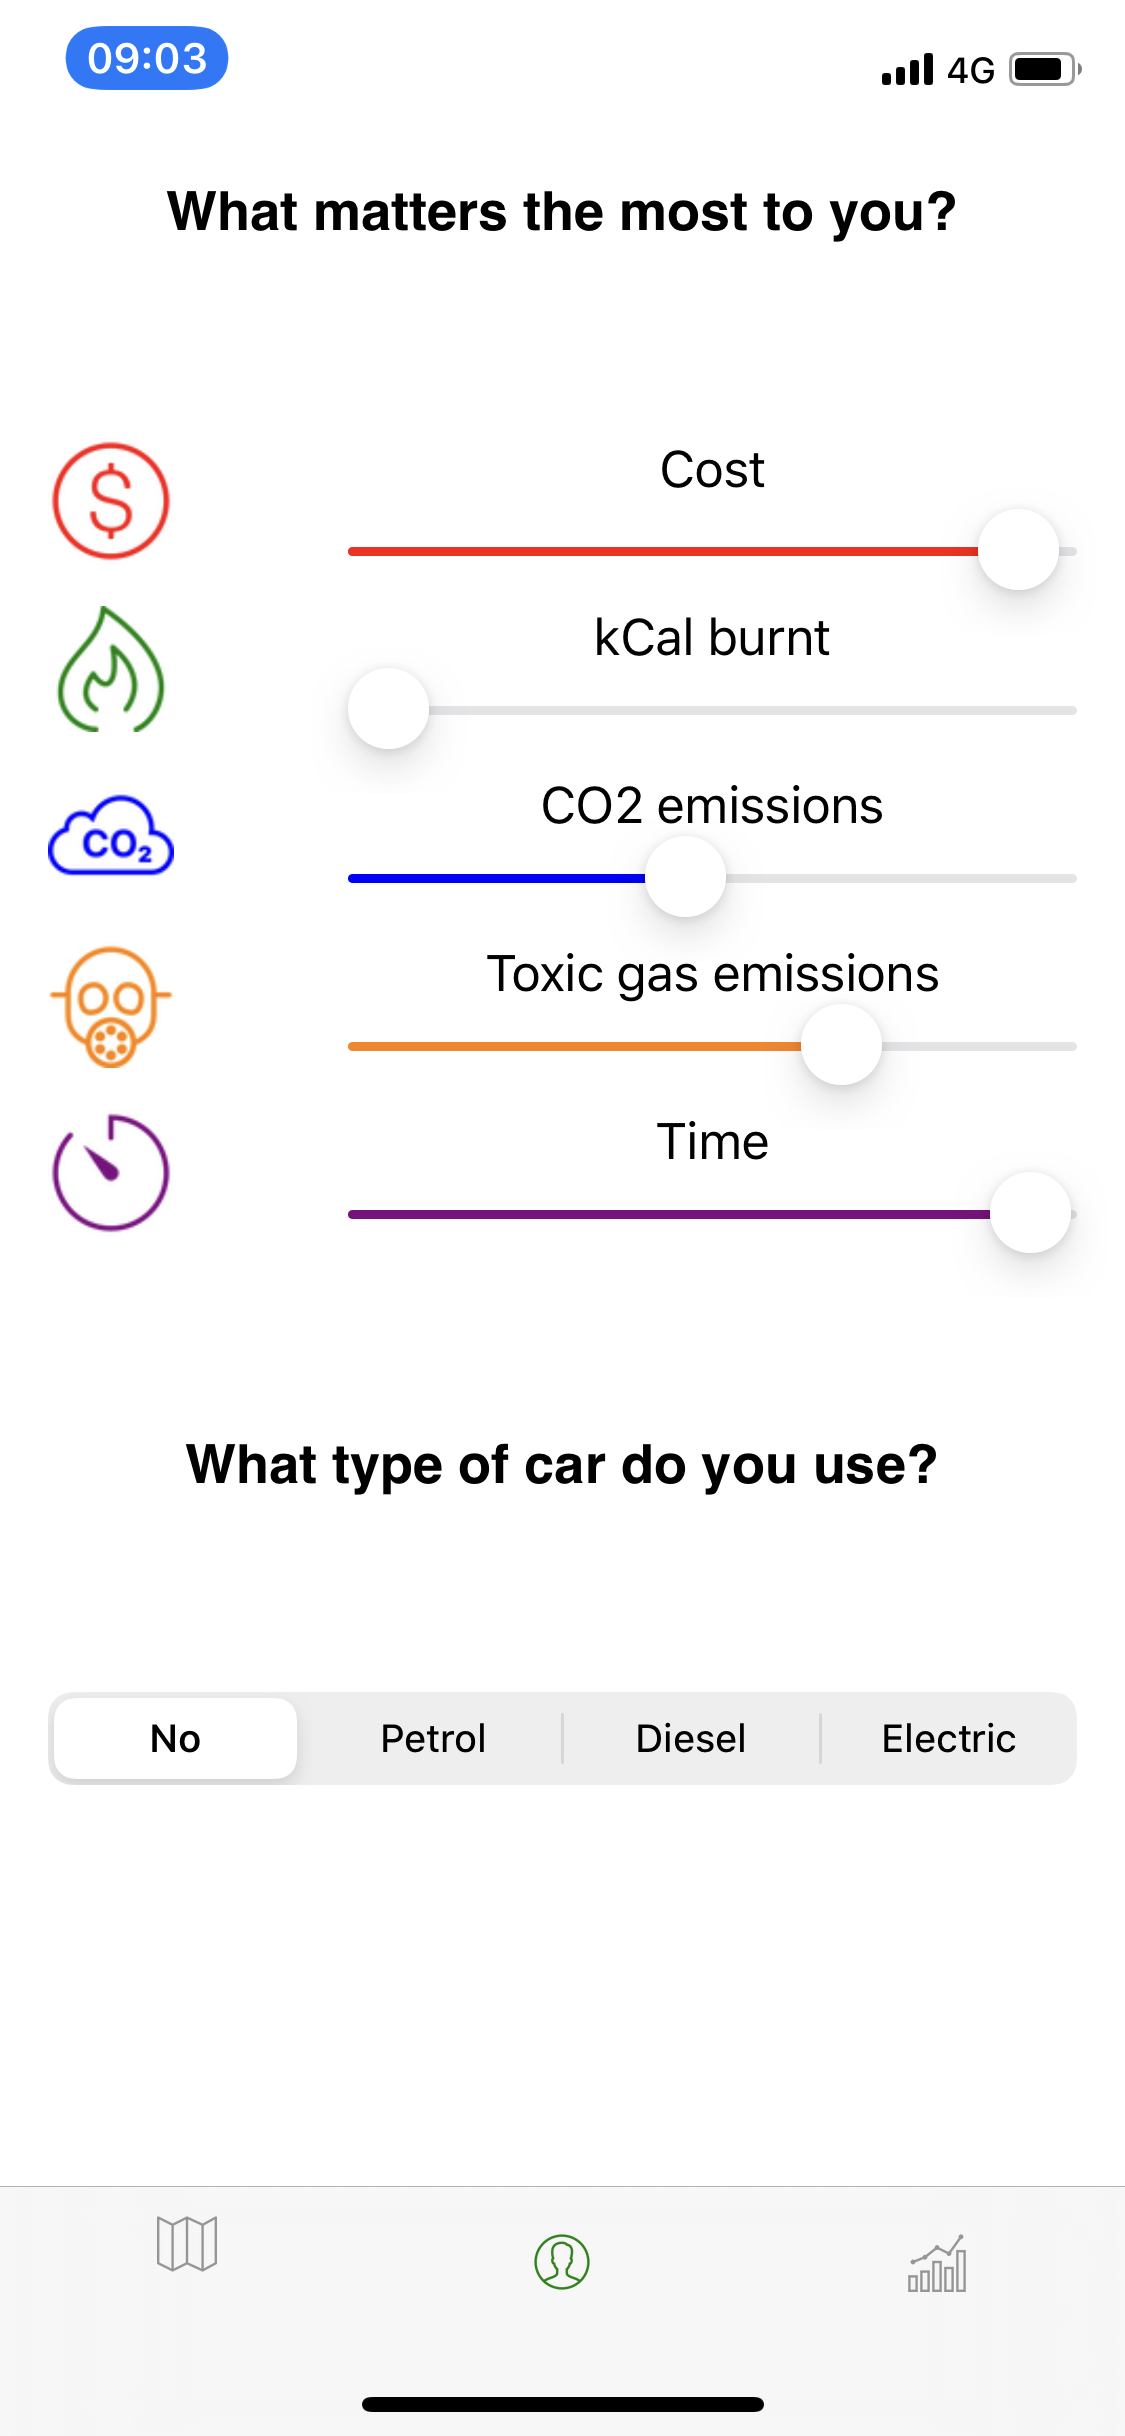 09:03
4G
What matters the most to you?
$
Cost
kCal burnt
CO2 emissions
CO₂
Toxic gas emissions
Time
What type of car do you use?
No
Petrol
Diesel
Electric